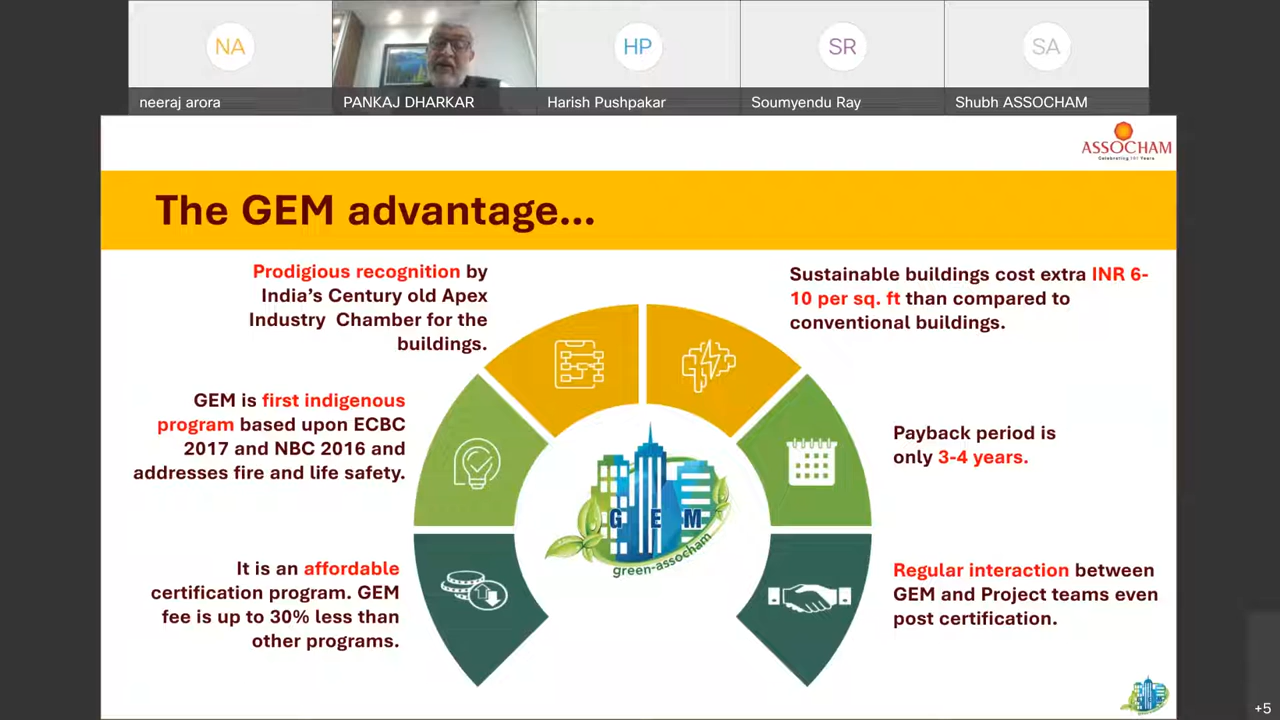 NA
HP
SR
SA
neeraj arora
PANKAJ DHARKAR
Harish Pushpakar
Soumyendu Ray
Shubh ASSOCHAM
ASSOCHAM
Celebrating 101 Years
The GEM advantage...
Prodigious recognition by
India's Century old Apex
Industry Chamber for the
buildings.
Sustainable buildings cost extra INR 6-
10 per sq. ft than compared to
conventional buildings.
GEM is first indigenous
program based upon ECBC
2017 and NBC 2016 and
addresses fire and life safety.
Payback period is
only 3-4 years.
G E M
green-assocham
It is an affordable
certification program. GEM
fee is up to 30% less than
other programs.
Regular interaction between
GEM and Project teams even
post certification.
+5